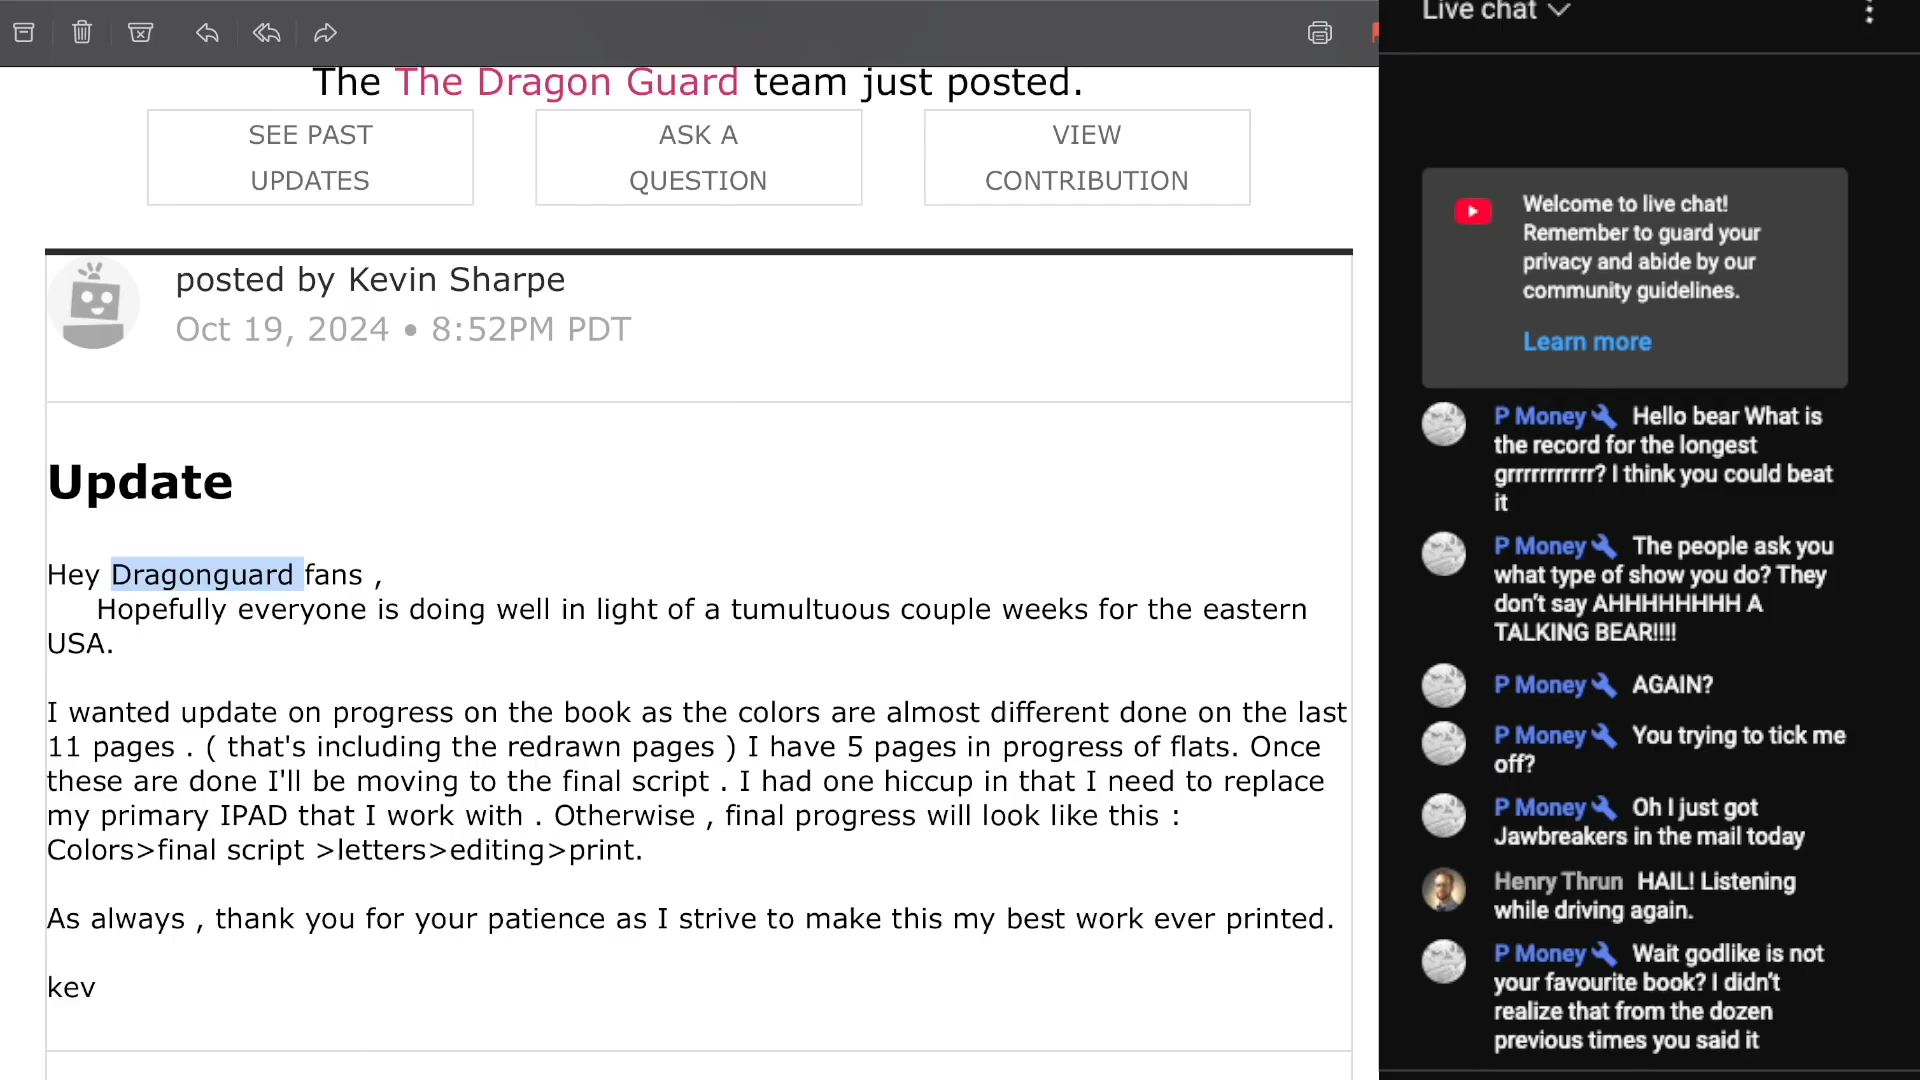 The The Dragon Guard team just posted.
SEE PAST
UPDATES
ASK A
QUESTION
VIEW
CONTRIBUTION
posted by Kevin Sharpe
Oct 19, 2024 • 8:52PM PDT
Update
Hey Dragonguard fans ,
Hopefully everyone is doing well in light of a tumultuous couple weeks for the eastern
USA.
I wanted update on progress on the book as the colors are almost different done on the last
11 pages . ( that's including the redrawn pages ) I have 5 pages in progress of flats. Once
these are done I'll be moving to the final script . I had one hiccup in that I need to replace
my primary IPAD that I work with . Otherwise , final progress will look like this :
Colors>final script >letters>editing>print.
As always , thank you for your patience as I strive to make this my best work ever printed.
kev
Live chat
Welcome to live chat!
Remember to guard your
privacy and abide by our
community guidelines.
Learn more
P Money Hello bear What is
the record for the longest
grrrrrrrrrrr? I think you could beat
it
P Money The people ask you
what type of show you do? They
don't say AHHHHHHHH A
TALKING BEAR!!!!
P Money AGAIN?
P Money You trying to tick me
off?
P Money Oh I just got
Jawbreakers in the mail today
Henry Thrun HAIL! Listening
while driving again.
P Money Wait godlike is not
your favourite book? I didn't
realize that from the dozen
previous times you said it